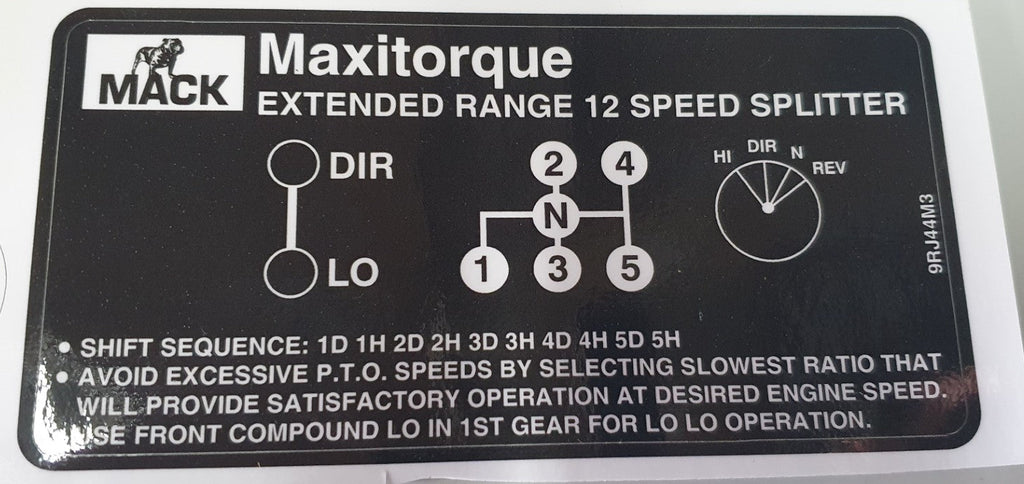 MACK
Maxitorque
EXTENDED RANGE 12 SPEED SPLITTER
DIR
LO
2 4
N
1 3 5
HI DIR N REV
9RJ44M3
• SHIFT SEQUENCE: 1D 1H 2D 2H 3D 3H 4D 4H 5D 5H
• AVOID EXCESSIVE P.T.O. SPEEDS BY SELECTING SLOWEST RATIO THAT
WILL PROVIDE SATISFACTORY OPERATION AT DESIRED ENGINE SPEED.
USE FRONT COMPOUND LO IN 1ST GEAR FOR LO LO OPERATION.